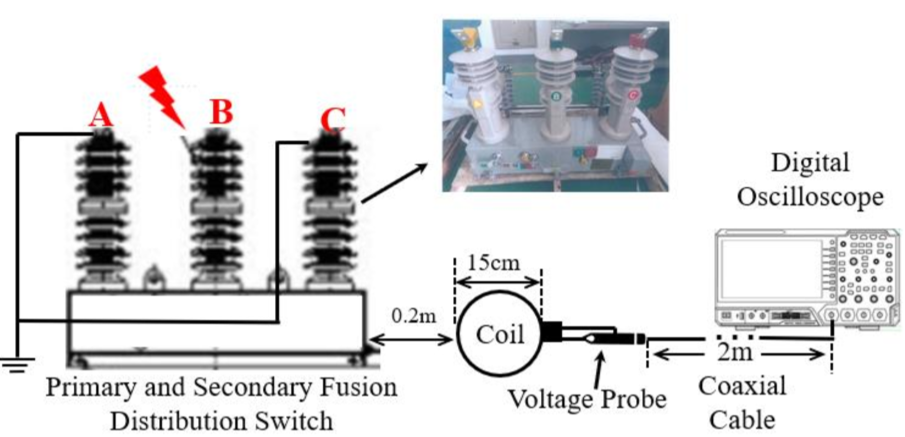 A
B
C
Digital
Oscilloscope
15cm
0.2m
Coil
2m
Primary and Secondary Fusion
Distribution Switch
Voltage Probe
Coaxial
Cable